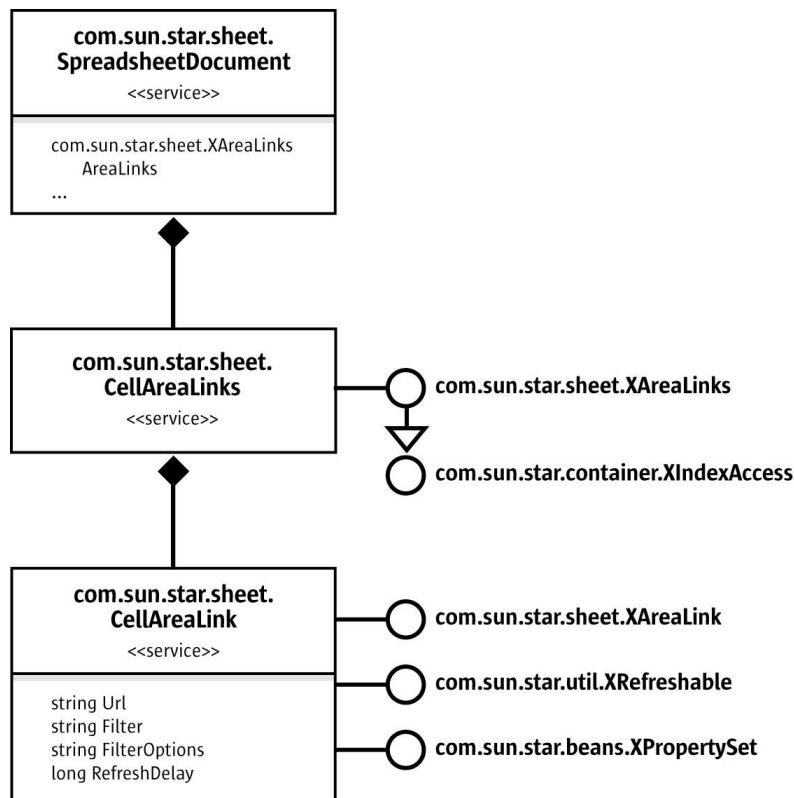 com.sun.star.sheet.
SpreadsheetDocument
<<service>>
com.sun.star.sheet.XAreaLinks
AreaLinks
...
com.sun.star.sheet.
CellAreaLinks
<<service>>
com.sun.star.sheet.XAreaLinks
com.sun.star.container.XIndexAccess
com.sun.star.sheet.
CellAreaLink
<<service>>
string Url
string Filter
string FilterOptions
long RefreshDelay
com.sun.star.sheet.XAreaLink
com.sun.star.util.XRefreshable
com.sun.star.beans.XPropertySet